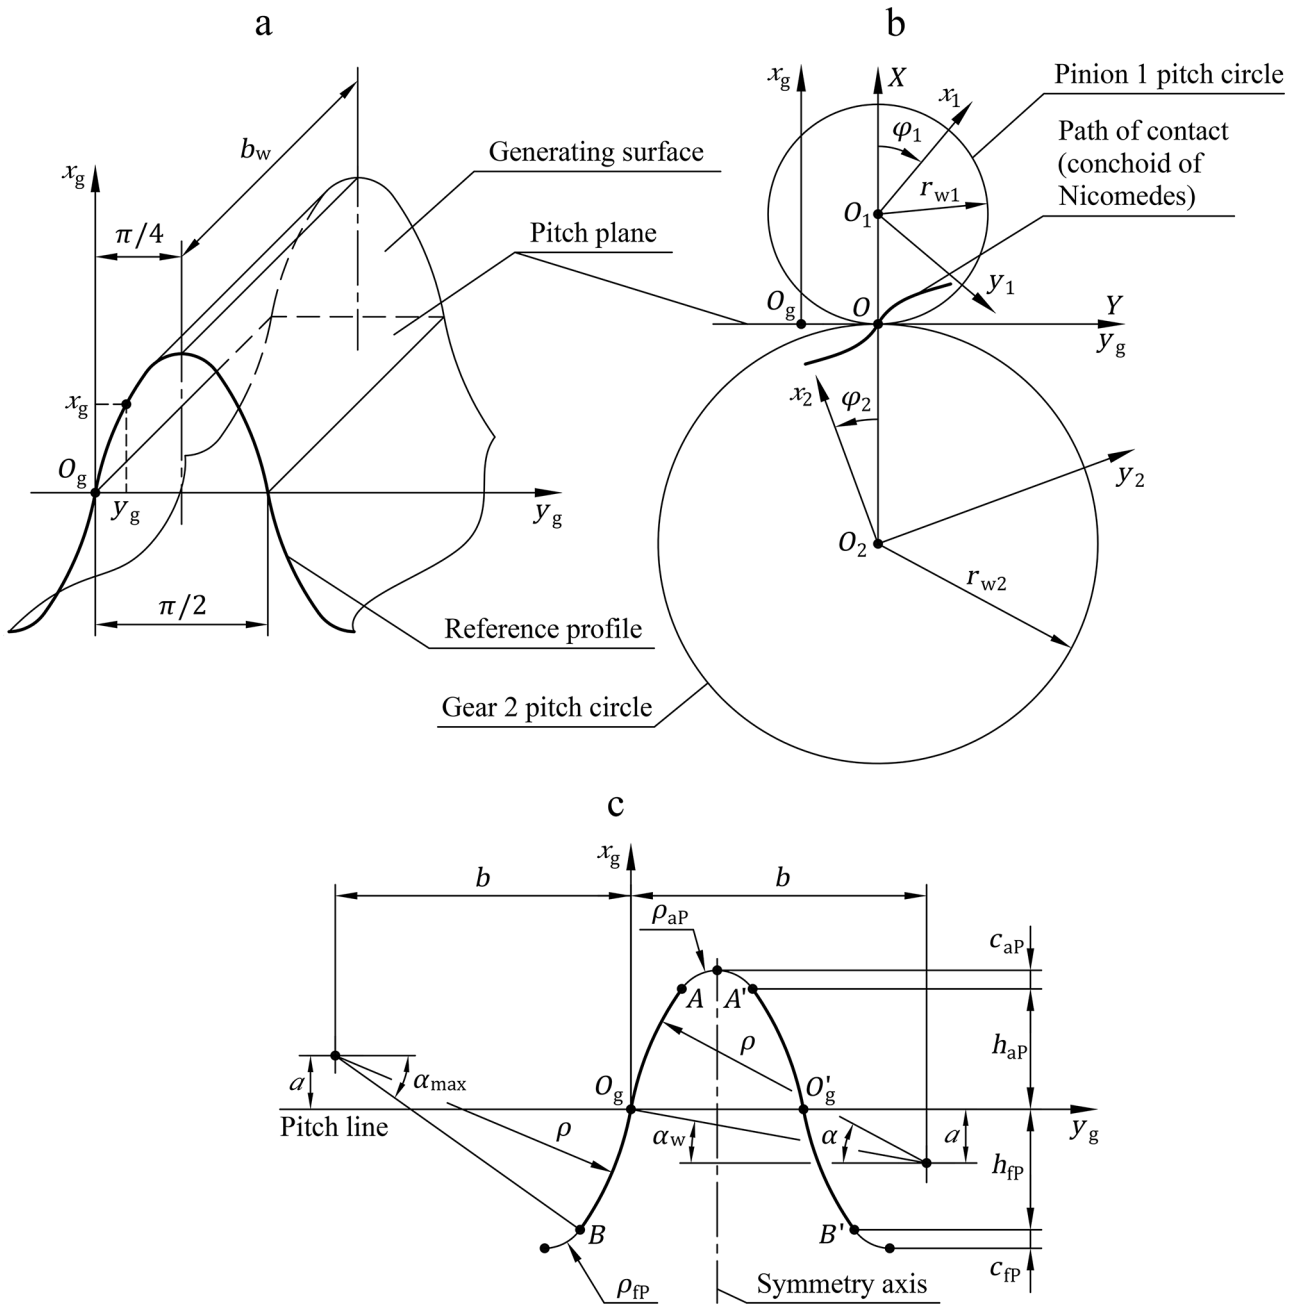 a
b
x_g
X
Pinion 1 pitch circle
x_1
φ_1
Path of contact
(conchoid of
Nicomedes)
b_w
Generating surface
x_g
r_w1
π/4
O_1
Pitch plane
y_1
O_g
O
Y
y_g
x_2
φ_2
x_g
O_g
y_g
y_g
y_2
O_2
r_w2
π/2
Reference profile
Gear 2 pitch circle
c
x_g
b
b
ρ_aP
c_aP
A
A'
ρ
h_aP
a
α_max
O_g
O'_g
Pitch line
ρ
α_w
α
a
y_g
h_fP
B
B'
c_fP
ρ_fP
Symmetry axis